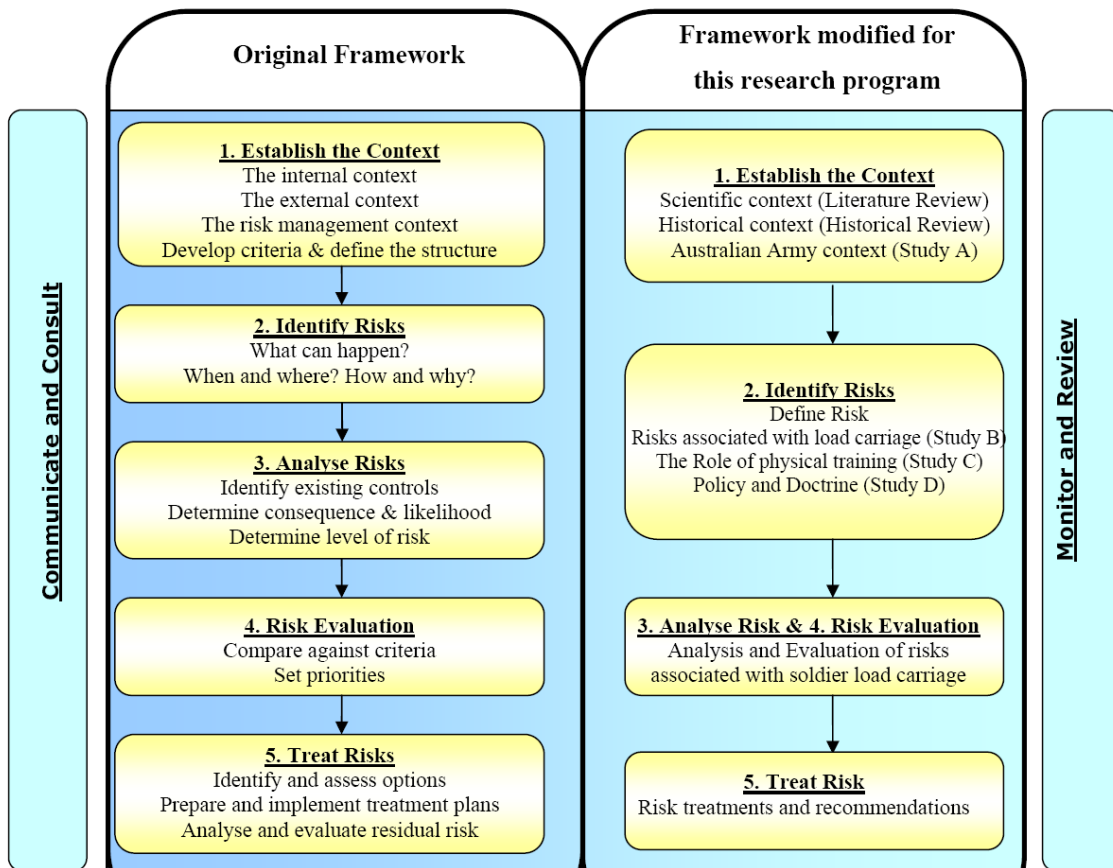 Original Framework
Framework modified for
this research program
Communicate and Consult
1. Establish the Context
The internal context
The external context
The risk management context
Develop criteria & define the structure
2. Identify Risks
What can happen?
When and where? How and why?
3. Analyse Risks
Identify existing controls
Determine consequence & likelihood
Determine level of risk
4. Risk Evaluation
Compare against criteria
Set priorities
5. Treat Risks
Identify and assess options
Prepare and implement treatment plans
Analyse and evaluate residual risk
1. Establish the Context
Scientific context (Literature Review)
Historical context (Historical Review)
Australian Army context (Study A)
2. Identify Risks
Define Risk
Risks associated with load carriage (Study B)
The Role of physical training (Study C)
Policy and Doctrine (Study D)
3. Analyse Risk & 4. Risk Evaluation
Analysis and Evaluation of risks
associated with soldier load carriage
5. Treat Risk
Risk treatments and recommendations
Monitor and Review